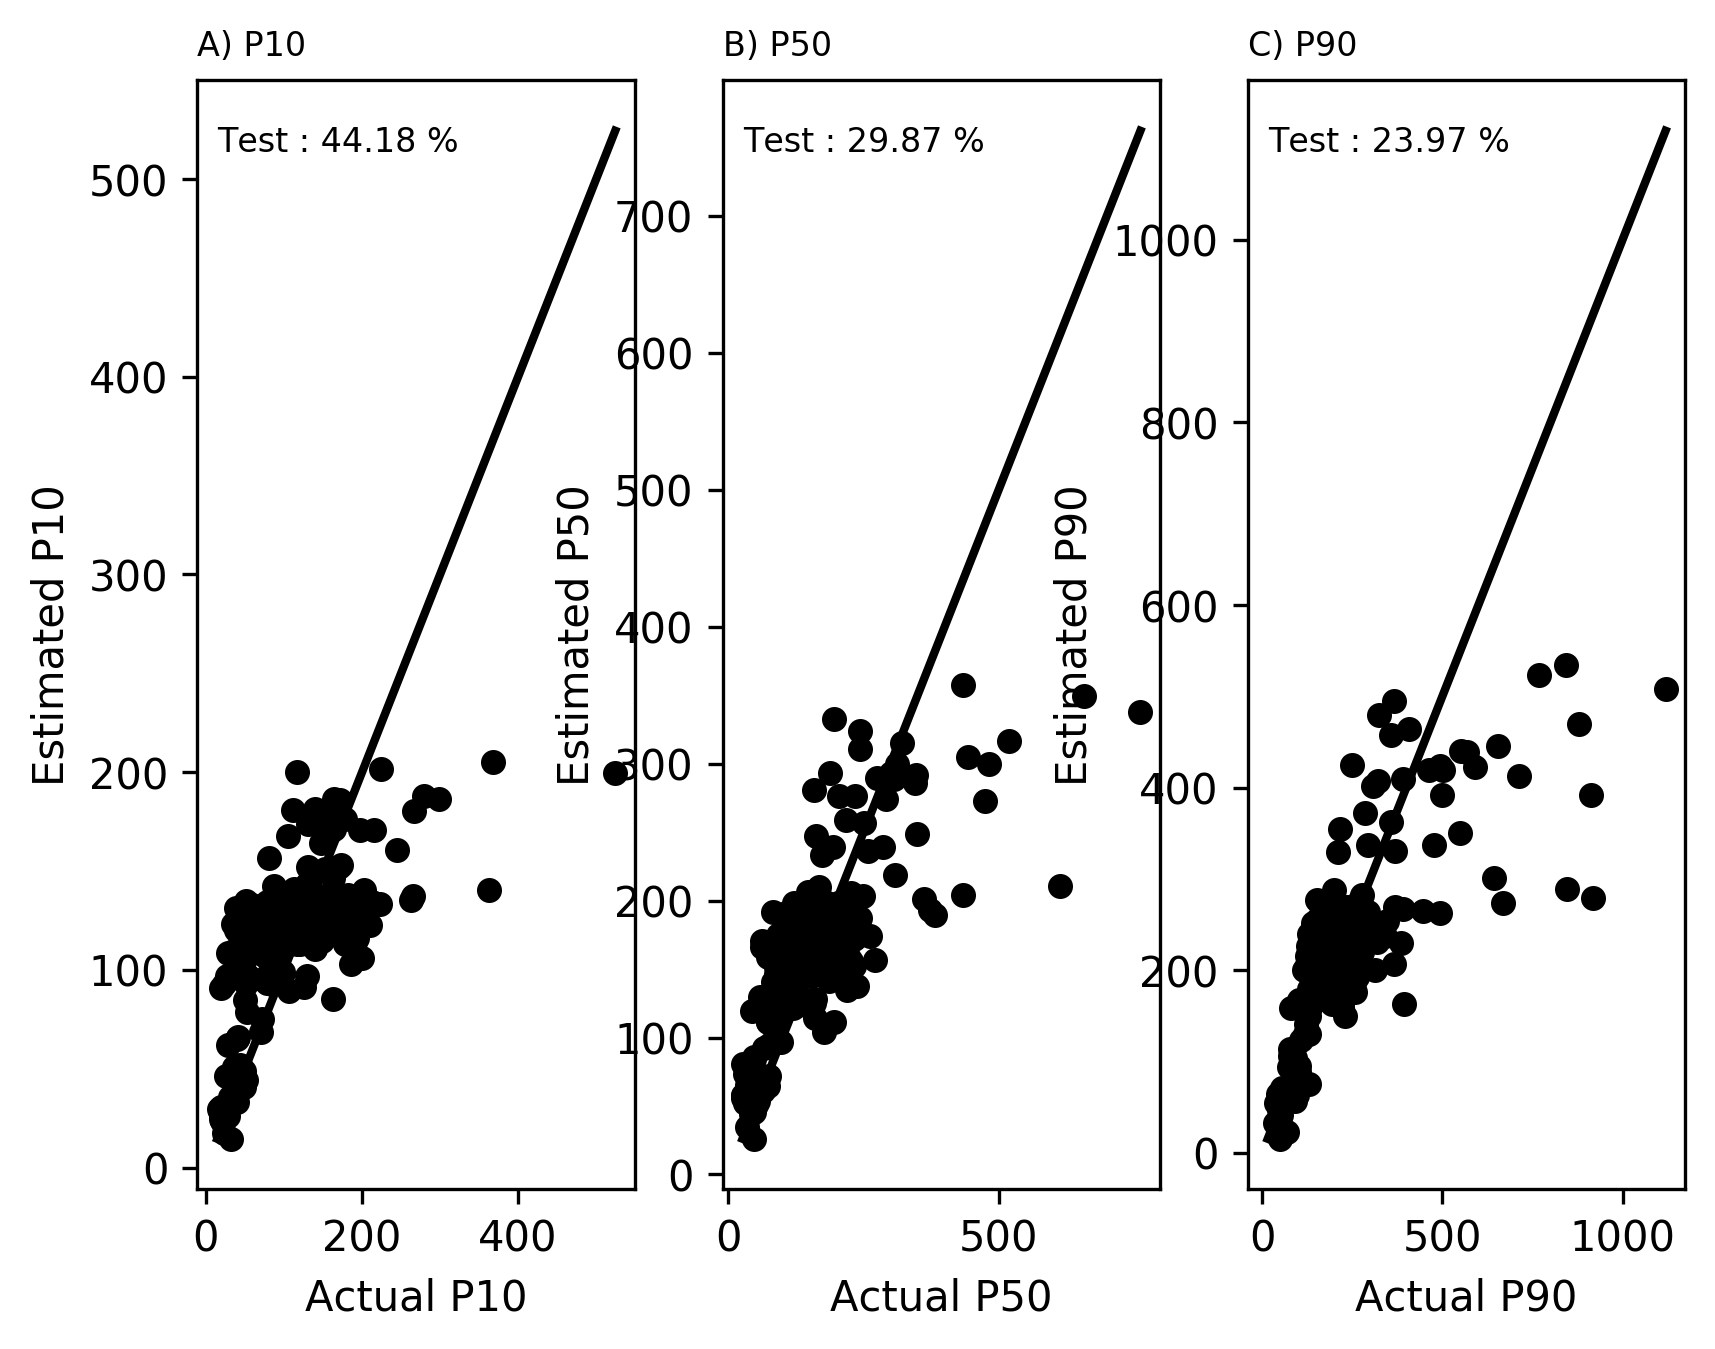 A) P10
Test : 44.18 %
Estimated P10
500
400
300
200
100
0
0 200 400
Actual P10
B) P50
Test : 29.87 %
Estimated P50
700
600
500
400
300
200
100
0
0 500
Actual P50
C) P90
Test : 23.97 %
Estimated P90
1000
800
600
400
200
0
0 500 1000
Actual P90